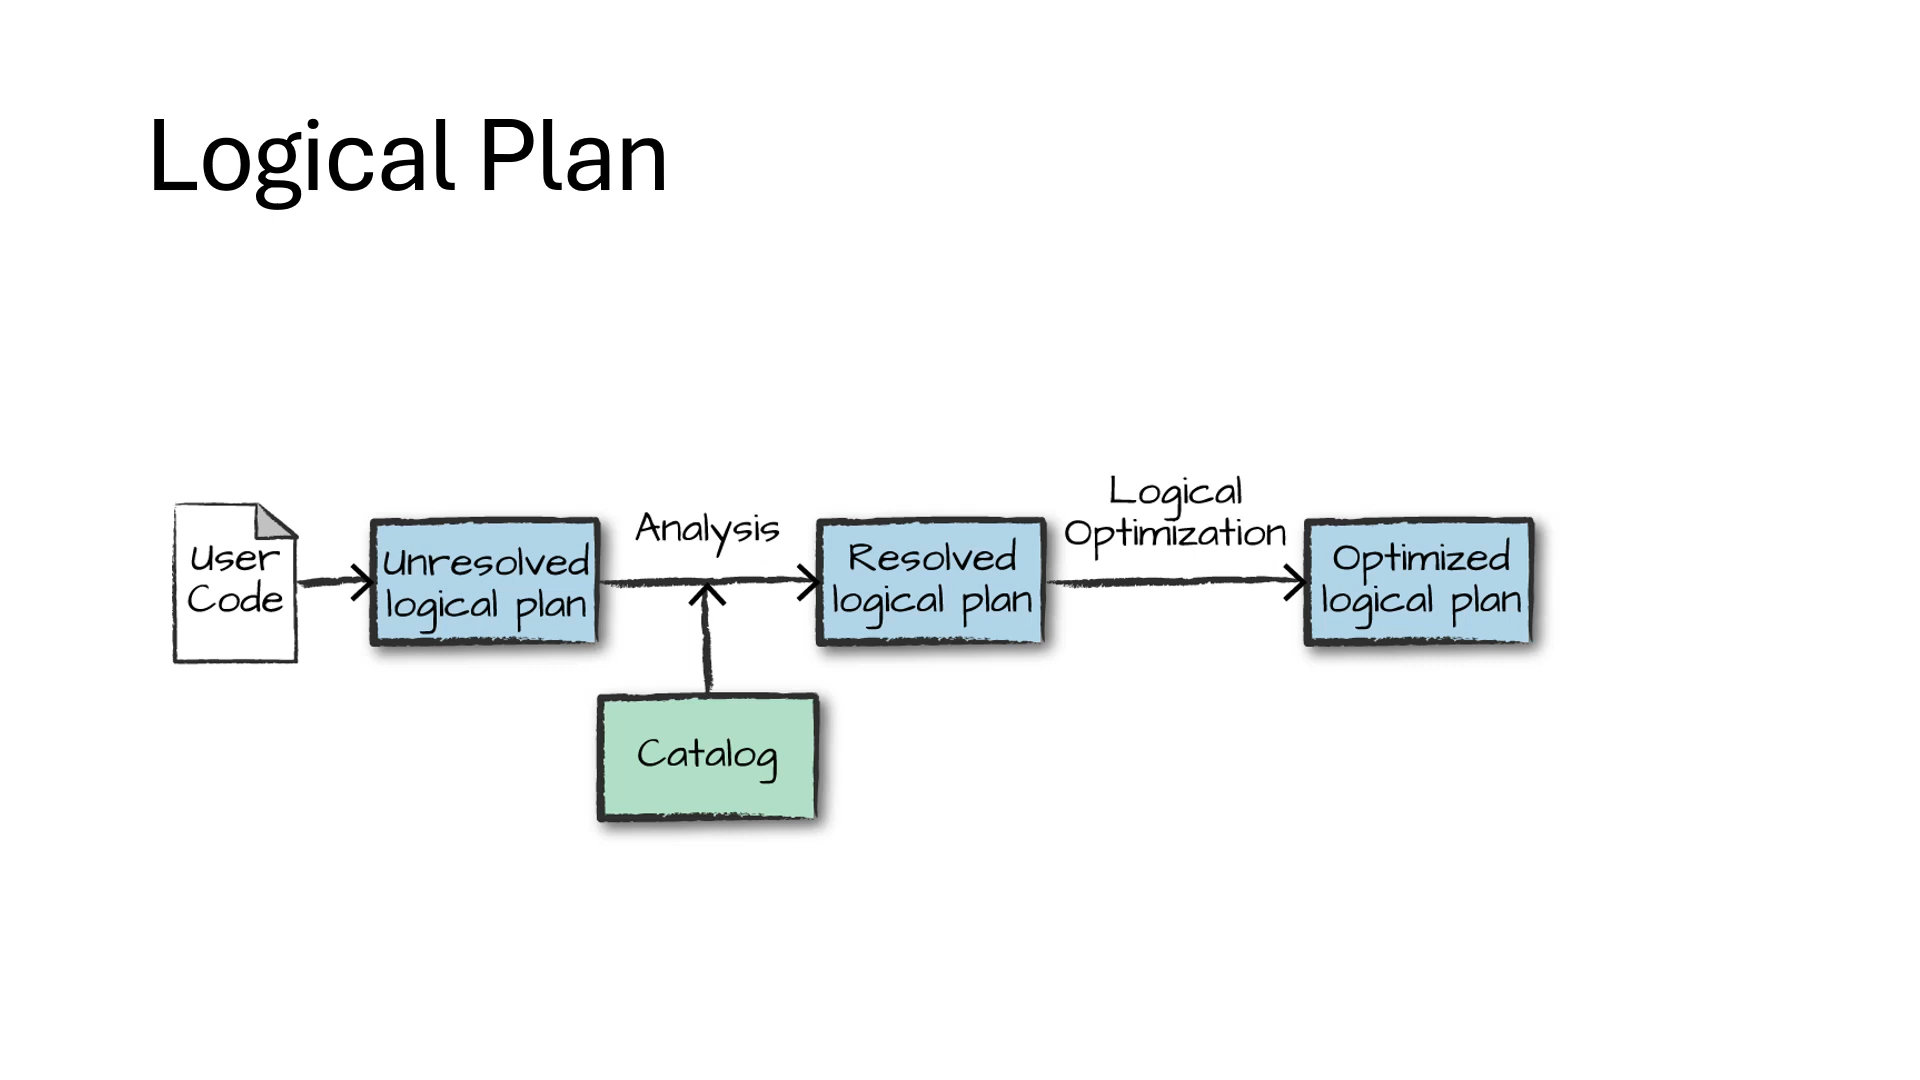 Logical Plan
User
Code
Unresolved
logical plan
Analysis
Catalog
Resolved
logical plan
Logical
Optimization
Optimized
logical plan